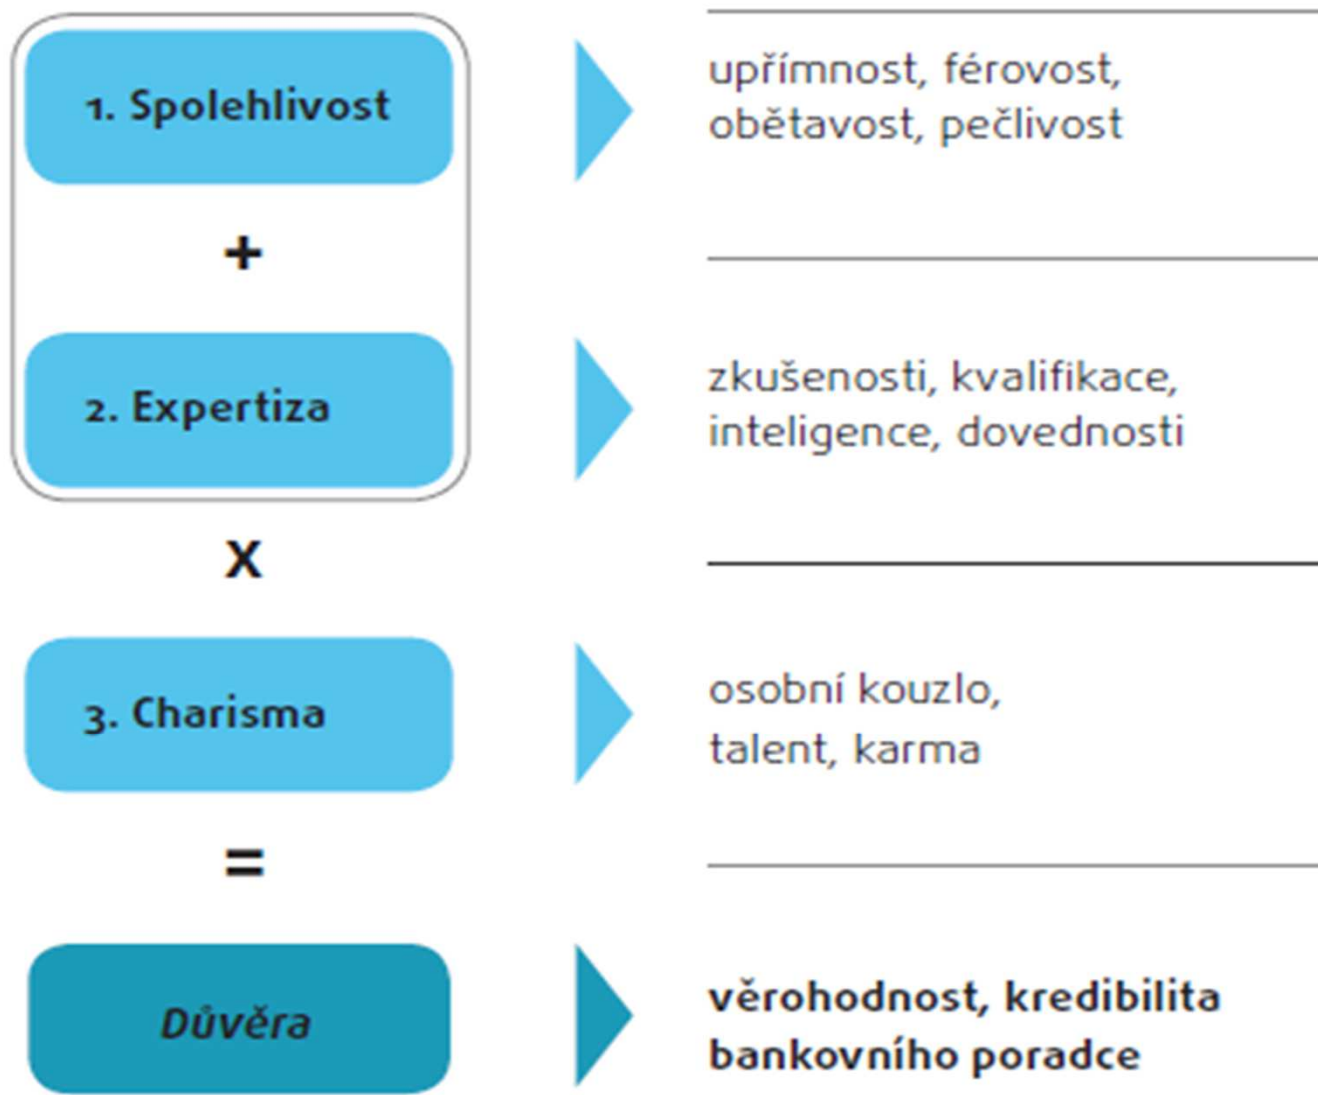 1. Spolehlivost
upřímnost, férovost,
obětavost, pečlivost
+
2. Expertiza
zkušenosti, kvalifikace,
inteligence, dovednosti
x
3. Charisma
osobní kouzlo,
talent, karma
=
Důvěra
věrohodnost, kredibilita
bankovního poradce